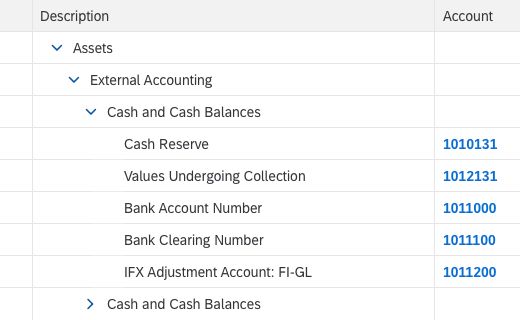 Description Account
Assets
External Accounting
Cash and Cash Balances
Cash Reserve 1010131
Values Undergoing Collection 1012131
Bank Account Number 1011000
Bank Clearing Number 1011100
IFX Adjustment Account: FI-GL 1011200
Cash and Cash Balances